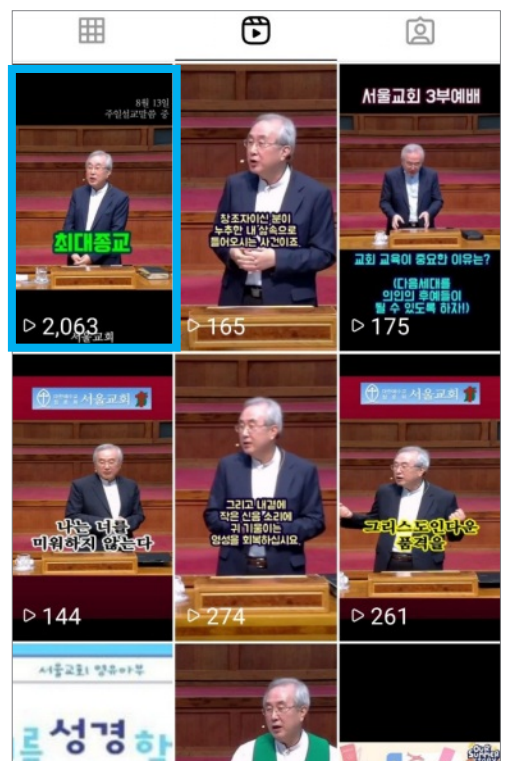 8월 13일
주일설교말씀 중
최대종교
2,063
서울교회
창조자이신 분이
누추한 내 삶속으로
들어오시는 사건이죠.
165
서울교회 3부예배
교회 교육이 중요한 이유는?
(다음세대를
의인의 후예들이
될 수 있도록 하자!)
175
서울교회
나는 너를
미워하지 않는다
144
그리고 내곁에
작은 신음 소리에
귀 기울이는
영성을 회복하십시요.
274
서울교회
그리스도인다운
품격을
261
서울교회 영유아부
를 성경 하
OUR
SUMMER